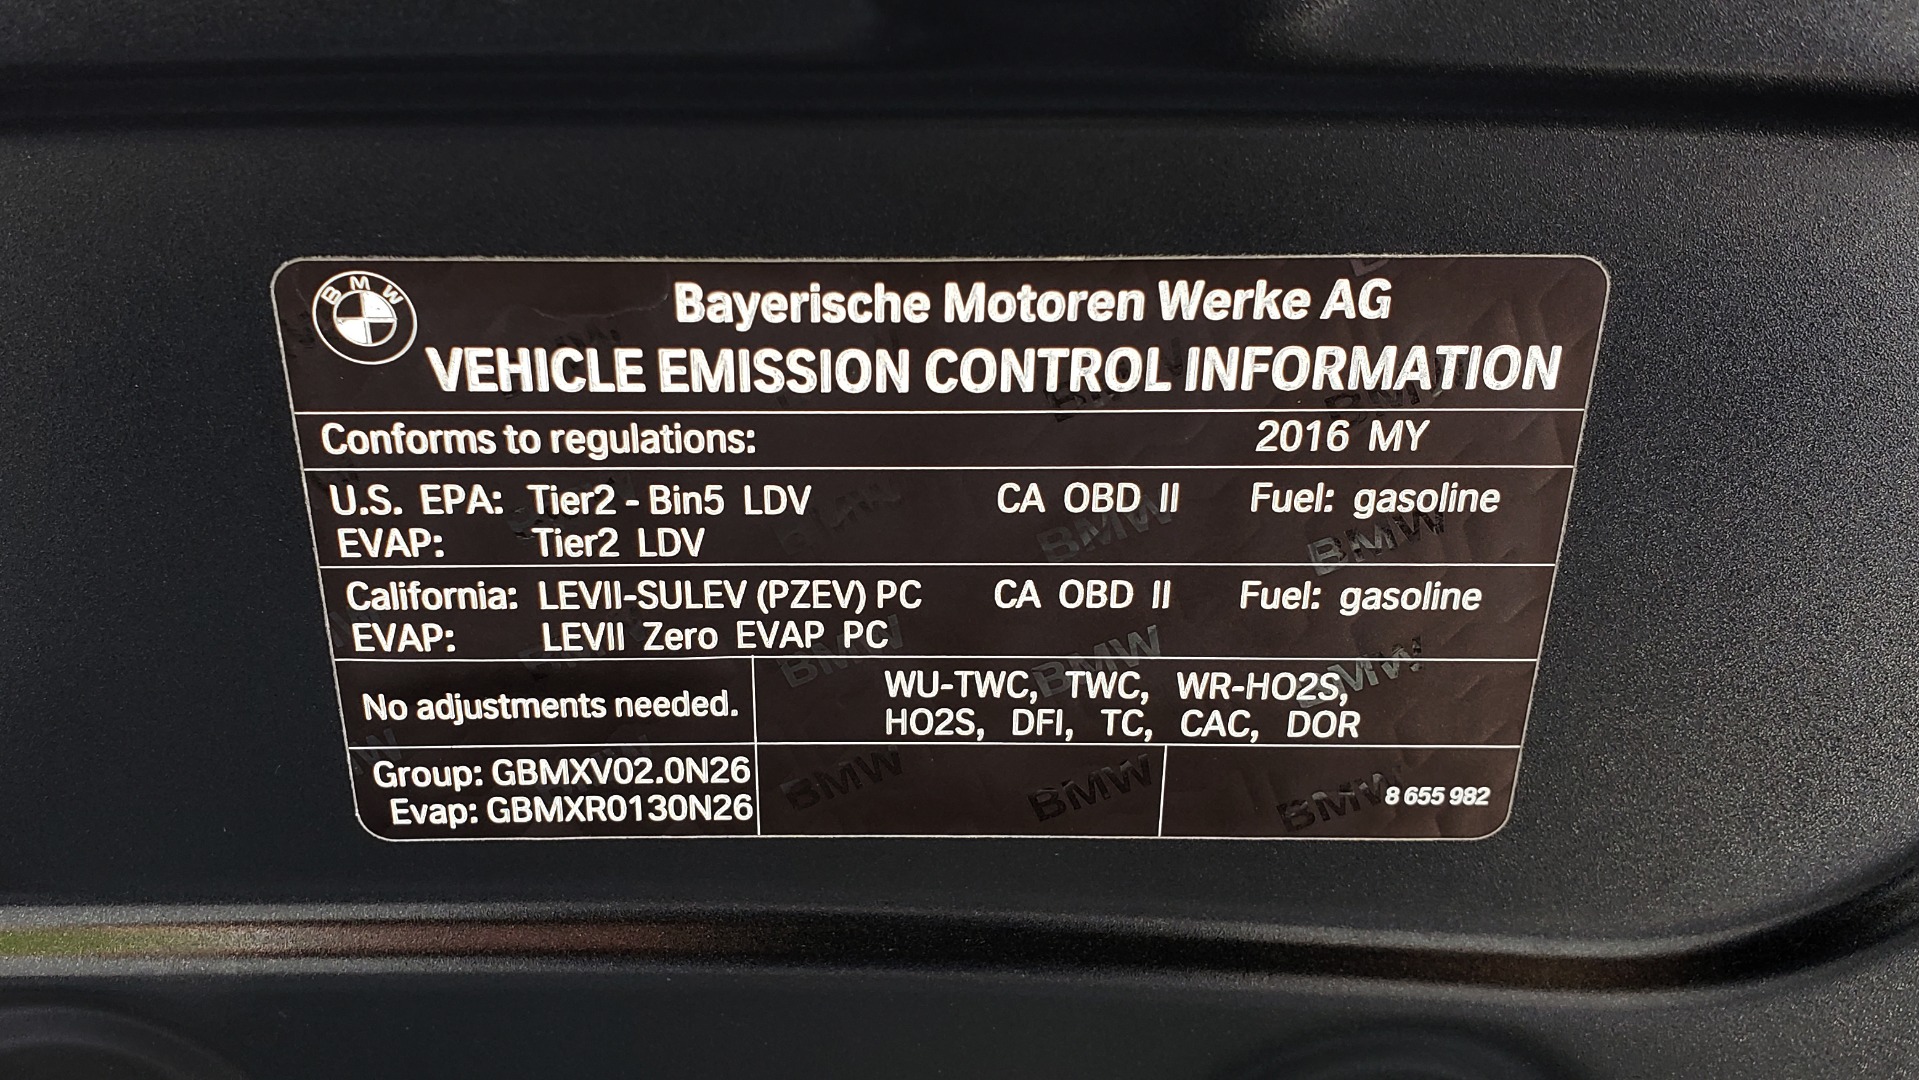 BMW
Bayerische Motoren Werke AG
VEHICLE EMISSION CONTROL INFORMATION
Conforms to regulations: 2016 MY
U.S. EPA: Tier2 - Bin5 LDV CA OBD II Fuel: gasoline
EVAP: Tier2 LDV
California: LEVII-SULEV (PZEV) PC CA OBD II Fuel: gasoline
EVAP: LEVII Zero EVAP PC
No adjustments needed.
WU-TWC, TWC, WR-HO2S,
HO2S, DFI, TC, CAC, DOR
Group: GBMXV02.0N26
Evap: GBMXR0130N26
8 655 982